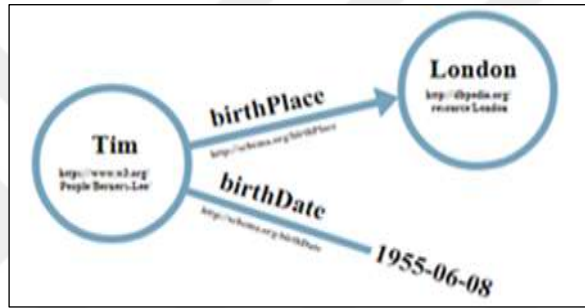 London
http://dbpedia.org/
resource London
birthPlace
http://schema.org/birthPlace
Tim
https://www.w3.org/
People Berners-Lee
birthDate
http://schema.org/birthDate
1955-06-08